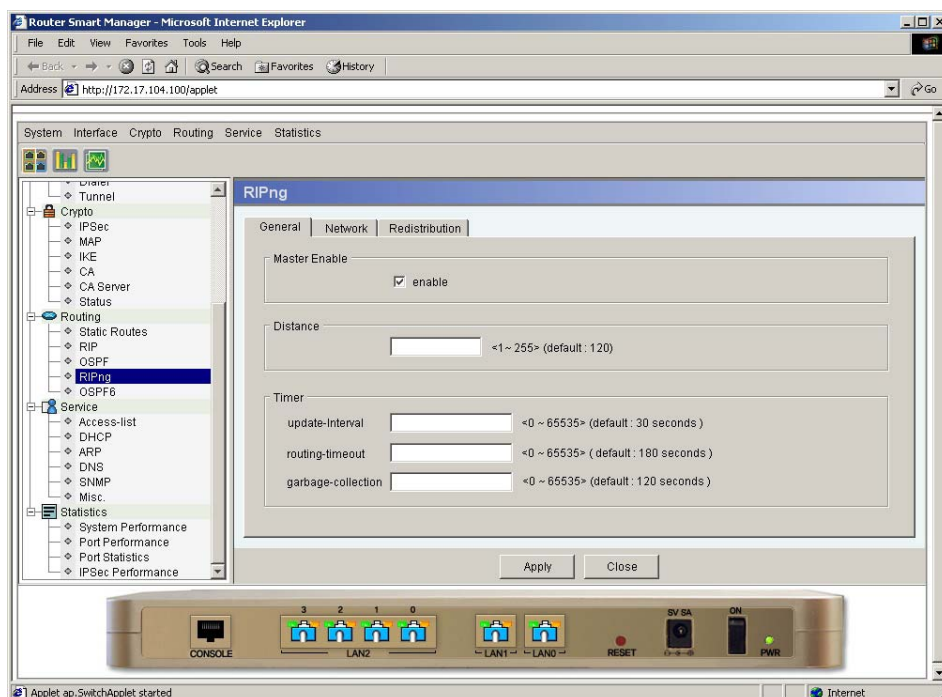 Router Smart Manager - Microsoft Internet Explorer
File Edit View Favorites Tools Help
Back Search Favorites History
Address http://172.17.104.100/applet Go
System Interface Crypto Routing Service Statistics
Dialer
Tunnel
Crypto
IPSec
MAP
IKE
CA
CA Server
Status
Routing
Static Routes
RIP
OSPF
RIPng
OSPF6
Service
Access-list
DHCP
ARP
DNS
SNMP
Misc.
Statistics
System Performance
Port Performance
Port Statistics
IPSec Performance
RIPng
General Network Redistribution
Master Enable
enable
Distance
<1~ 255> (default : 120)
Timer
update-Interval <0 ~ 65535> (default : 30 seconds )
routing-timeout <0 ~ 65535> ( default : 180 seconds )
garbage-collection <0 ~ 65535> (default : 120 seconds )
Apply Close
3 2 1 0
CONSOLE LAN2 LAN1 LAN0 RESET 5V 5A ON PWR
Applet ap.SwitchApplet started Internet